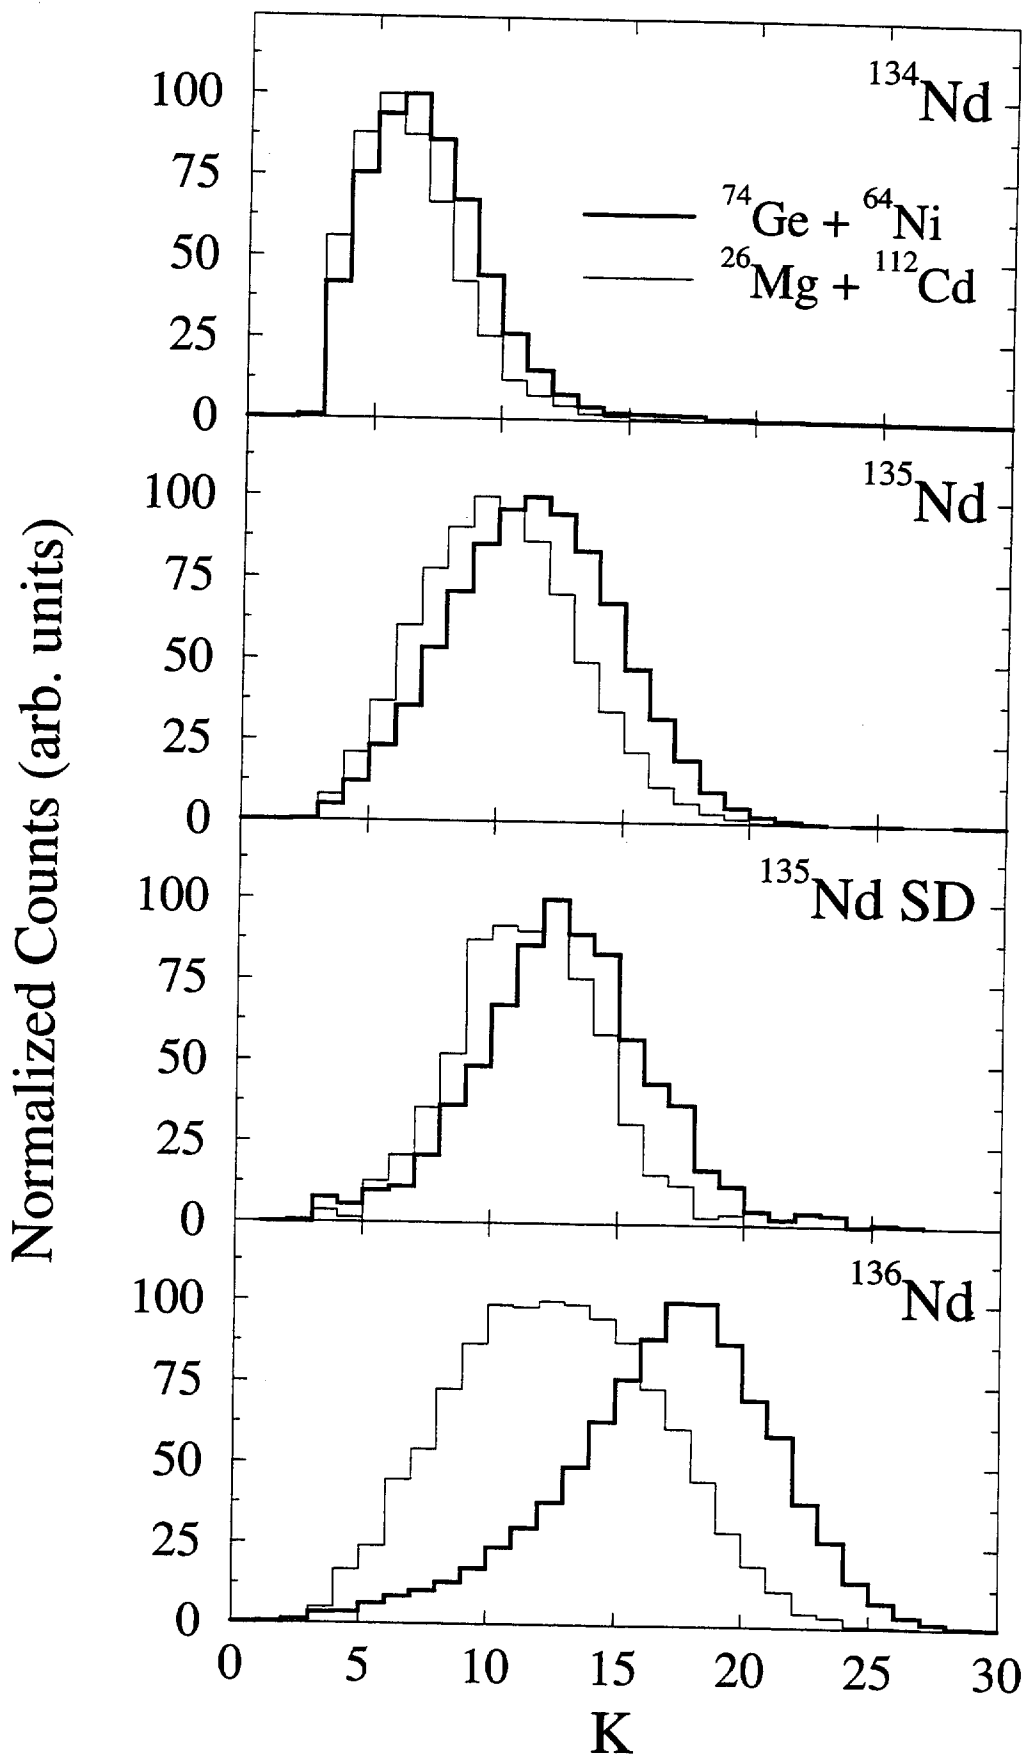 ¹³⁴Nd
100
75
50
25
0
⁷⁴Ge + ⁶⁴Ni
²⁶Mg + ¹¹²Cd
¹³⁵Nd
100
75
50
25
0
¹³⁵Nd SD
100
75
50
25
0
¹³⁶Nd
100
75
50
25
0
0 5 10 15 20 25 30
K
Normalized Counts (arb. units)